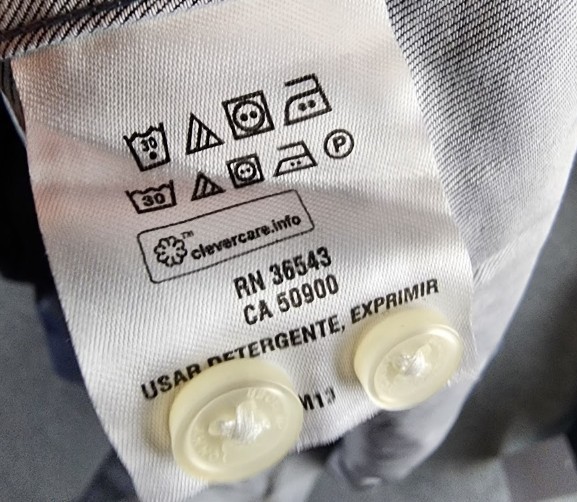 30
30 P
clevercare.info
RN 36543
CA 50900
USAR DETERGENTE, EXPRIMIR